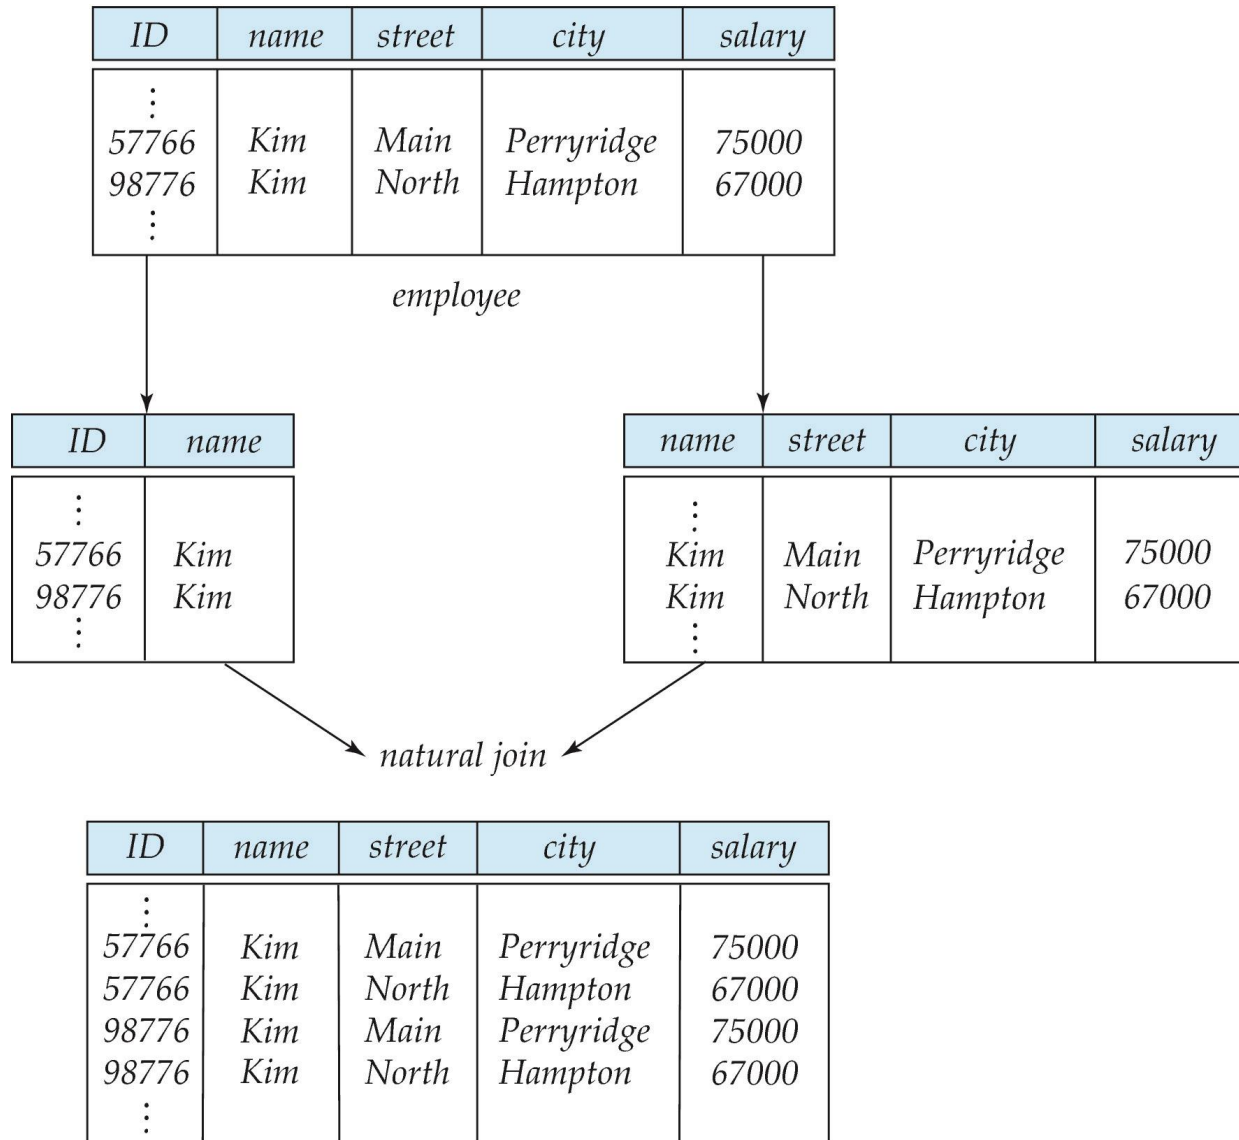 ID name street city salary
⋮
57766 Kim Main Perryridge 75000
98776 Kim North Hampton 67000
⋮
employee
ID name
⋮
57766 Kim
98776 Kim
⋮
name street city salary
⋮
Kim Main Perryridge 75000
Kim North Hampton 67000
⋮
natural join
ID name street city salary
⋮
57766 Kim Main Perryridge 75000
57766 Kim North Hampton 67000
98776 Kim Main Perryridge 75000
98776 Kim North Hampton 67000
⋮